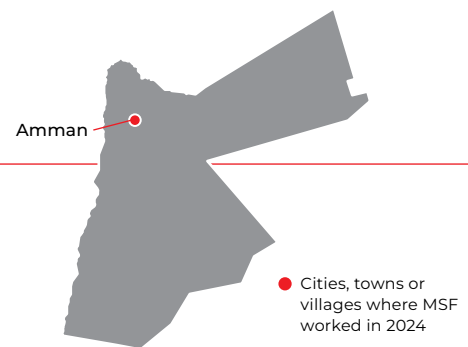 Amman
Cities, towns or
villages where MSF
worked in 2024